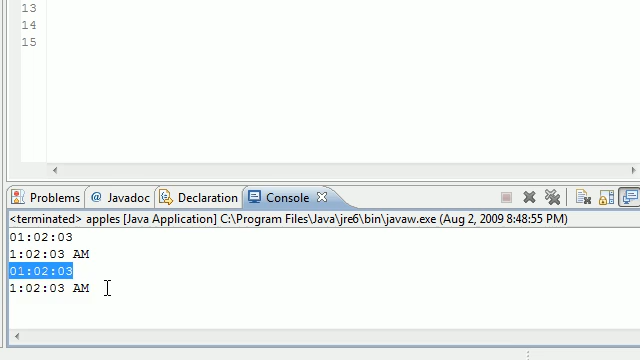 13
14
15
Problems @ Javadoc Declaration Console
<terminated> apples [Java Application] C:\Program Files\Java\jre6\bin\javaw.exe (Aug 2, 2009 8:48:55 PM)
01:02:03
1:02:03 AM
01:02:03
1:02:03 AM